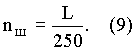 nш = L/250. (9)